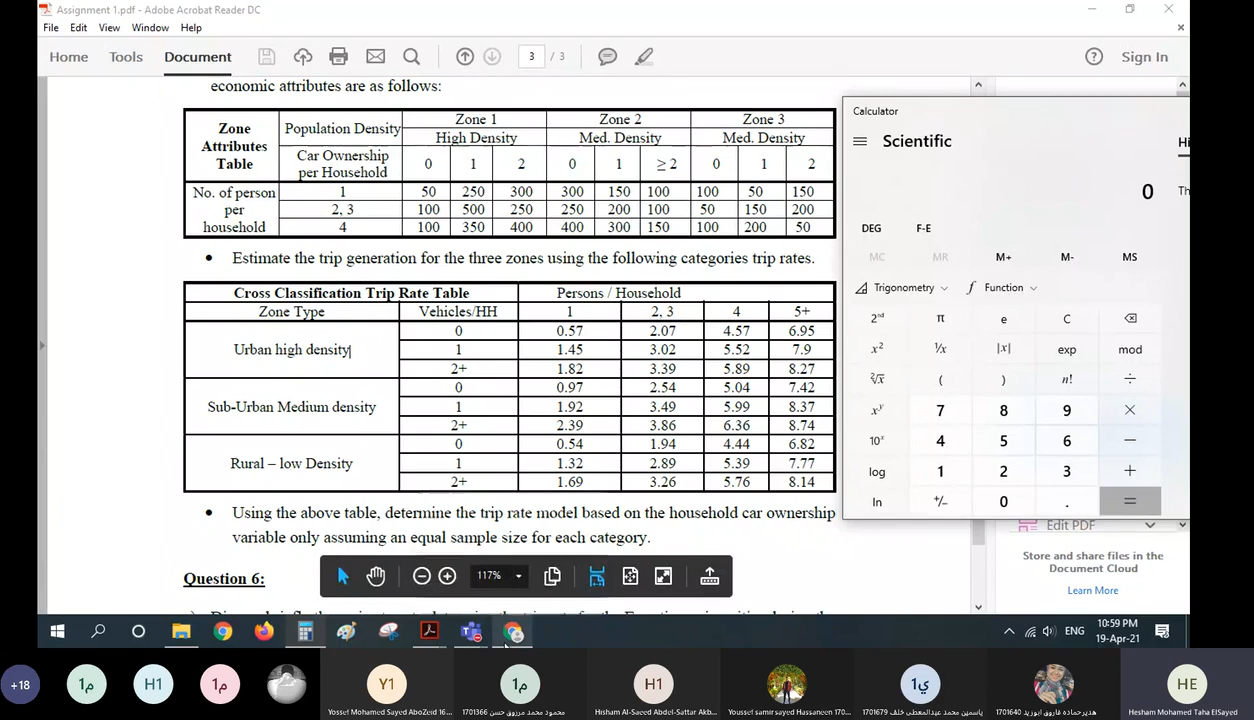 Assignment 1.pdf - Adobe Acrobat Reader DC
File Edit View Window Help
Home Tools Document 3 / 3 Sign In
economic attributes are as follows:
Zone Attributes Table Population Density Zone 1 Zone 2 Zone 3
High Density Med. Density Med. Density
Car Ownership per Household 0 1 2 0 1 ≥ 2 0 1 2
No. of person per household 1 50 250 300 300 150 100 100 50 150
2, 3 100 500 250 250 200 100 50 150 200
4 100 350 400 400 300 150 100 200 50
• Estimate the trip generation for the three zones using the following categories trip rates.
Cross Classification Trip Rate Table Persons / Household
Zone Type Vehicles/HH 1 2, 3 4 5+
Urban high density 0 0.57 2.07 4.57 6.95
1 1.45 3.02 5.52 7.9
2+ 1.82 3.39 5.89 8.27
Sub-Urban Medium density 0 0.97 2.54 5.04 7.42
1 1.92 3.49 5.99 8.37
2+ 2.39 3.86 6.36 8.74
Rural – low Density 0 0.54 1.94 4.44 6.82
1 1.32 2.89 5.39 7.77
2+ 1.69 3.26 5.76 8.14
• Using the above table, determine the trip rate model based on the household car ownership
variable only assuming an equal sample size for each category.
Question 6:
117%
Calculator
Scientific
0
DEG F-E
MC MR M+ M- MS
Trigonometry f Function
2ⁿᵈ π e C
x² ¹/x |x| exp mod
²√x ( ) n! ÷
xʸ 7 8 9 ×
10ˣ 4 5 6 −
log 1 2 3 +
ln +/− 0 . =
Edit PDF
Store and share files in the
Document Cloud
Learn More
ENG
10:59 PM
19-Apr-21
+18
1م
H1
1م
Y1
Yossef Mohamed Sayed AboZeid 16...
1م
محمود محمد مرزوق حسن 1701366
H1
Hisham Al-Saeed Abdel-Sattar Akb...
Youssef samir sayed Hassaneen 170...
1ي
ياسمين محمد عبدالمعطى خلف 1701679
هدير حماده فاروق ابوزيد 1701640
HE
Hesham Mohamed Taha ElSayed